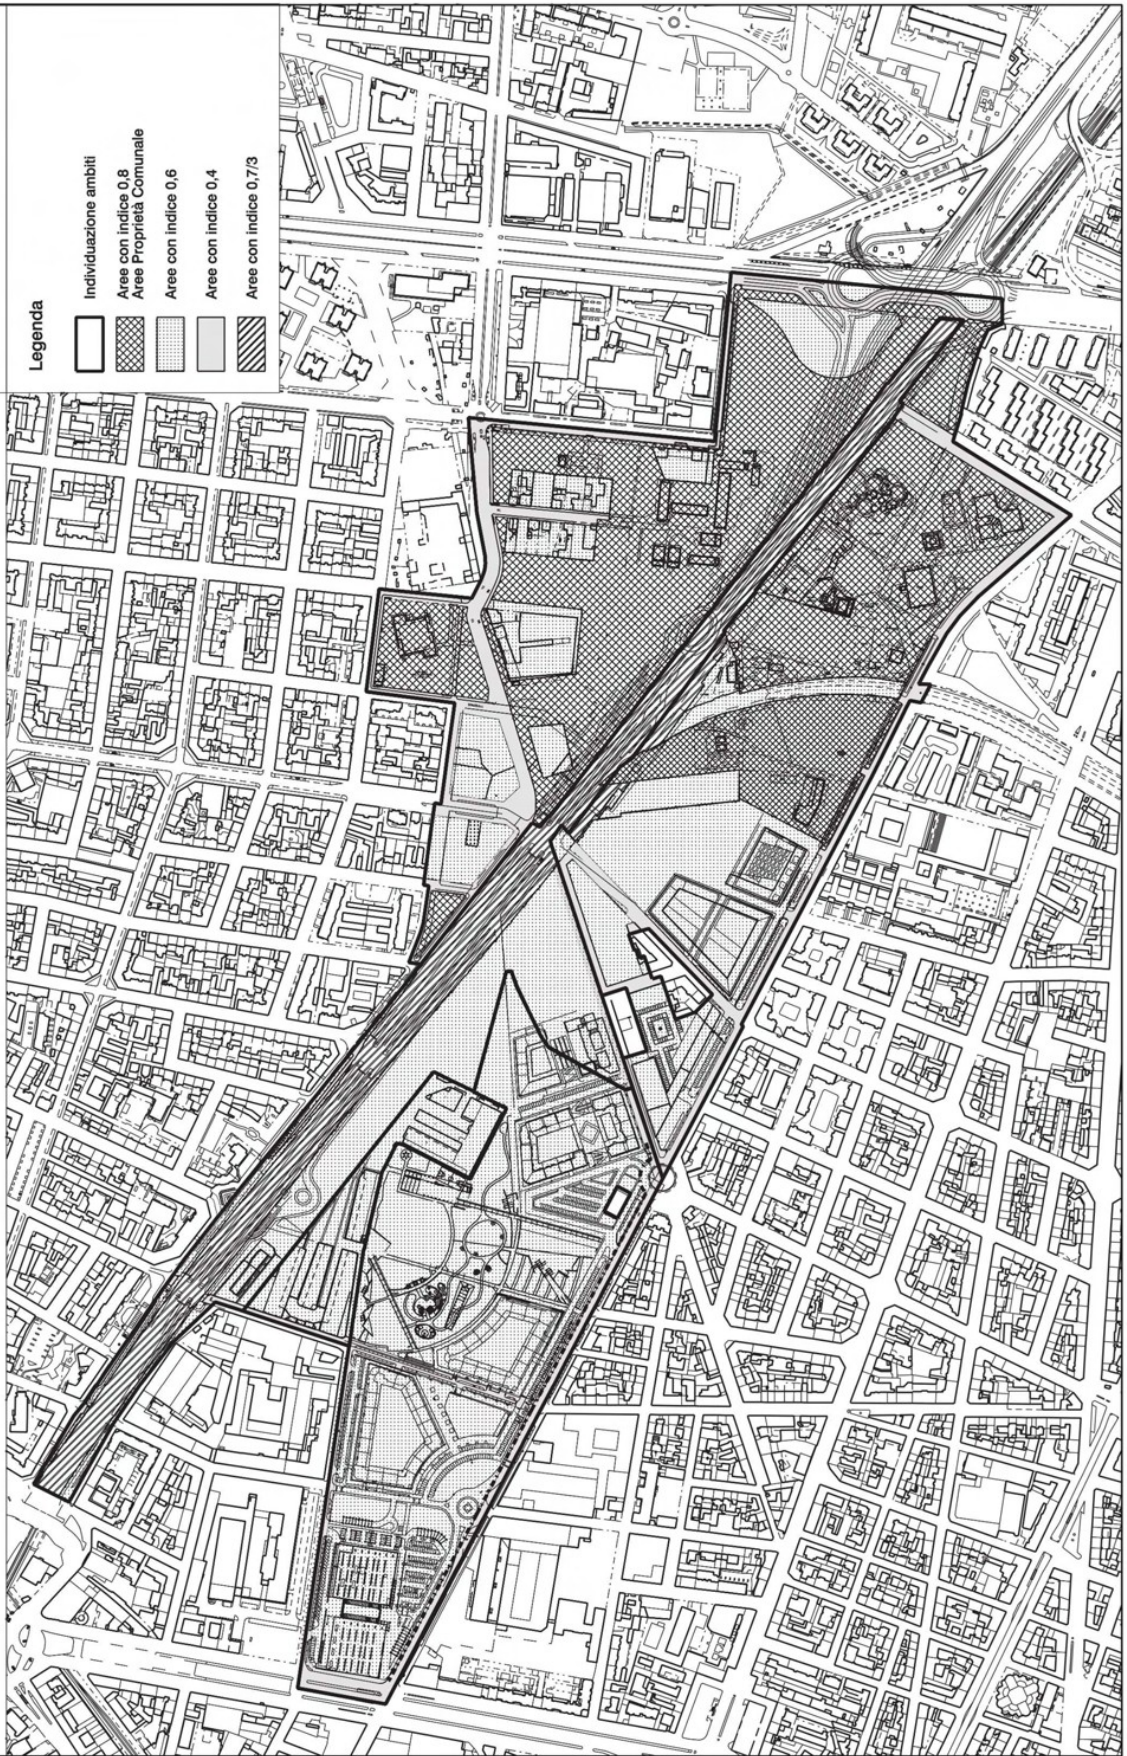 Legenda
Individuazione ambiti
Aree con indice 0,8
Aree Proprietà Comunale
Aree con indice 0,6
Aree con indice 0,4
Aree con indice 0,7/3